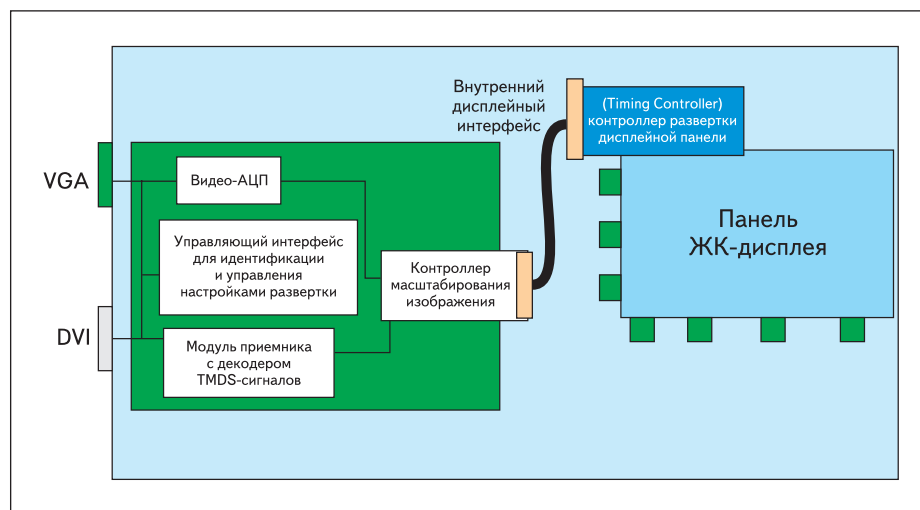 Внутренний
дисплейный
интерфейс
(Timing Controller)
контроллер развертки
дисплейной панели
VGA
Видео-АЦП
Управляющий интерфейс
для идентификации
и управления
настройками развертки
Контроллер
масштабирования
изображения
Панель
ЖК-дисплея
DVI
Модуль приемника
с декодером
TMDS-сигналов